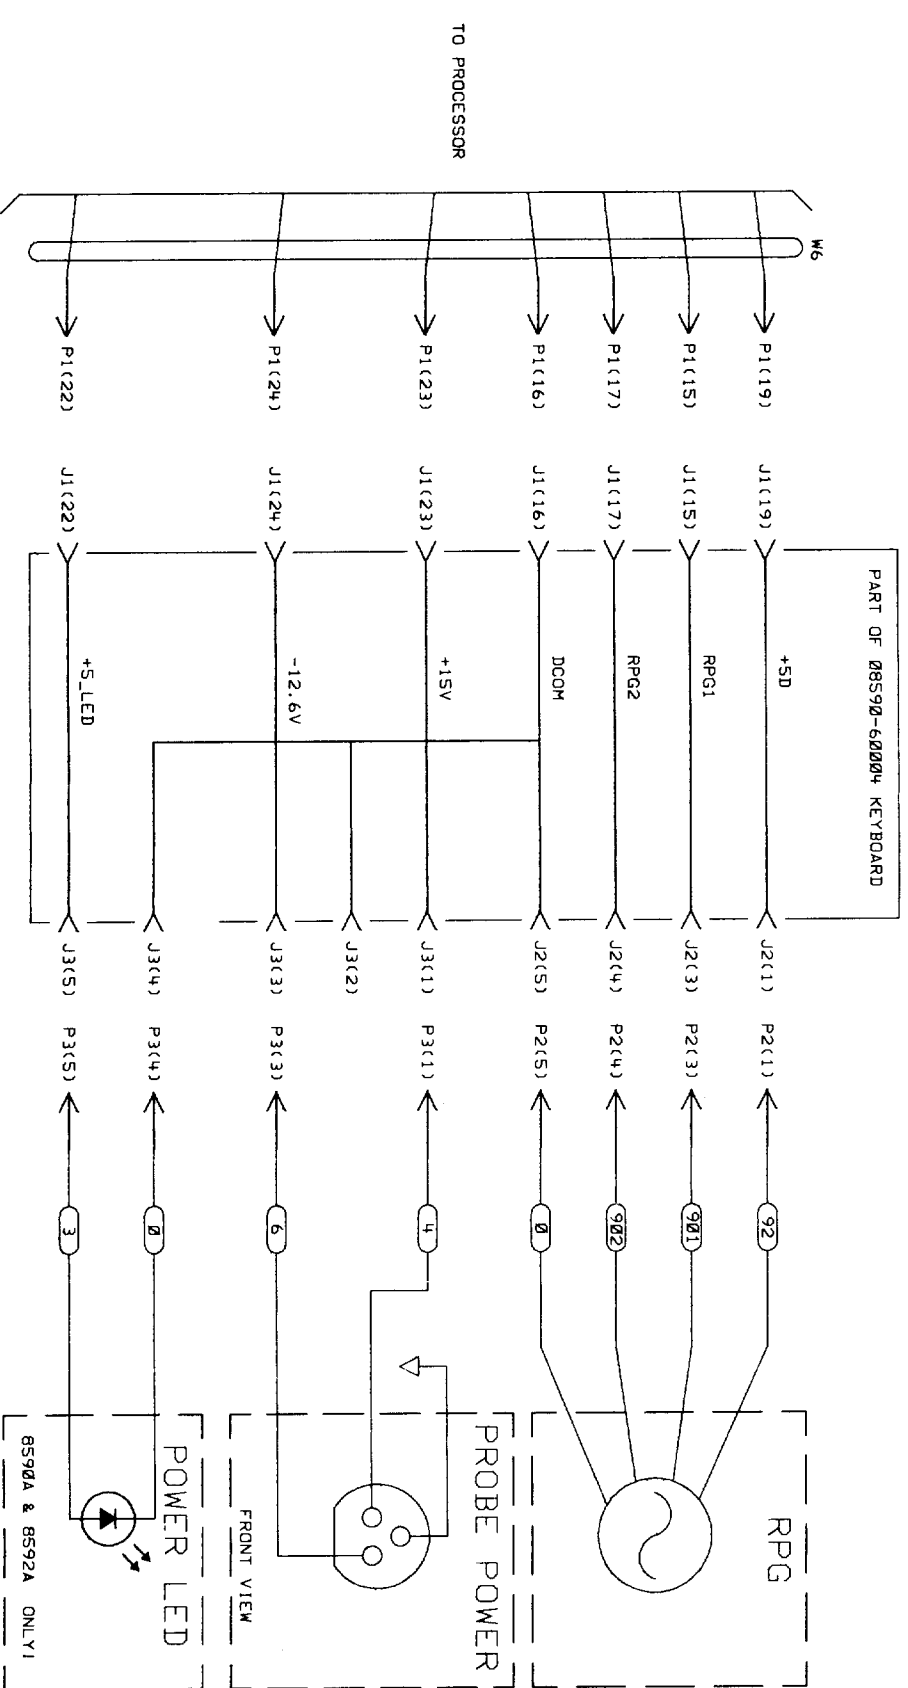 PART OF 08590-60004 KEYBOARD
W6
P1(19) J1(19) +5D J2(1) P2(1) 92
RPG
P1(15) J1(15) RPG1 J2(3) P2(3) 901
P1(17) J1(17) RPG2 J2(4) P2(4) 902
P1(16) J1(16) DCOM J2(5) P2(5) 0
TO PROCESSOR
PROBE POWER
P1(23) J1(23) +15V J3(1) P3(1) 4
J3(2)
P1(24) J1(24) -12.6V J3(3) P3(3) 6
FRONT VIEW
POWER LED
J3(4) P3(4) 0
P1(22) J1(22) +5_LED J3(5) P3(5) 3
8590A & 8592A ONLY!